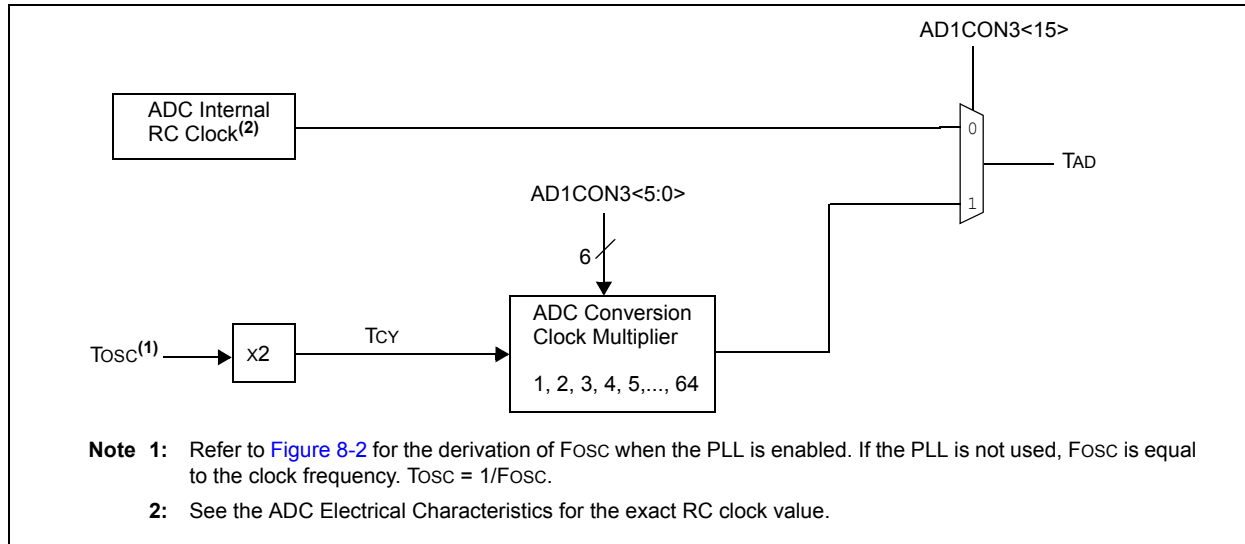 AD1CON3<15>
ADC Internal
RC Clock(2)
0
TAD
AD1CON3<5:0>
1
6
ADC Conversion
Clock Multiplier
TOSC(1)
x2
TCY
1, 2, 3, 4, 5,..., 64
Note 1: Refer to Figure 8-2 for the derivation of FOSC when the PLL is enabled. If the PLL is not used, FOSC is equal
to the clock frequency. TOSC = 1/FOSC.
2: See the ADC Electrical Characteristics for the exact RC clock value.